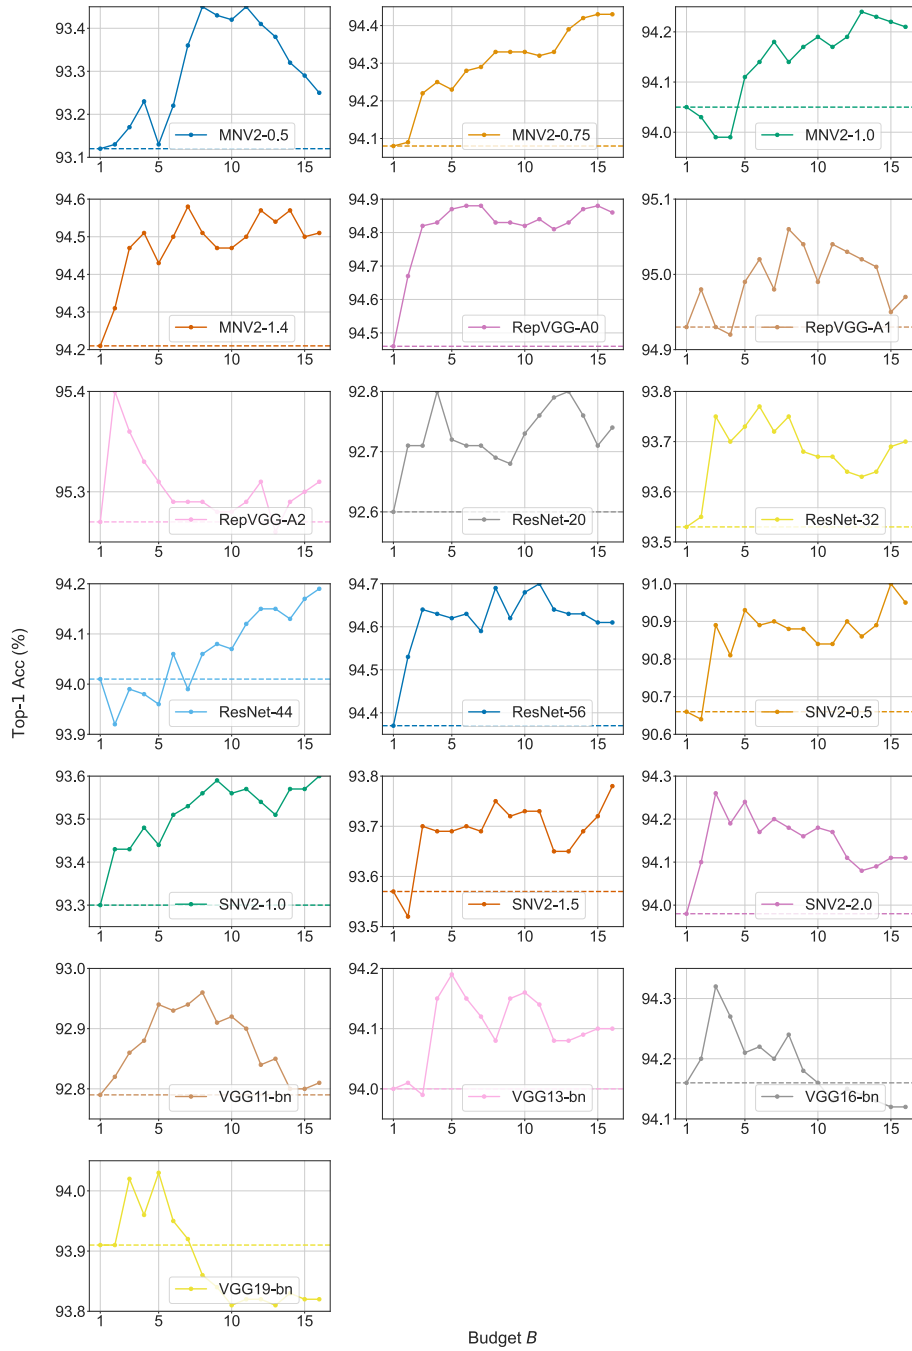 93.4
93.3
93.2
93.1
1 5 10 15
MNV2-0.5
94.4
94.3
94.2
94.1
1 5 10 15
MNV2-0.75
94.2
94.1
94.0
1 5 10 15
MNV2-1.0
94.6
94.5
94.4
94.3
94.2
1 5 10 15
MNV2-1.4
94.9
94.8
94.7
94.6
94.5
1 5 10 15
RepVGG-A0
95.1
95.0
94.9
1 5 10 15
RepVGG-A1
95.4
95.3
1 5 10 15
RepVGG-A2
92.8
92.7
92.6
1 5 10 15
ResNet-20
93.8
93.7
93.6
93.5
1 5 10 15
ResNet-32
Top-1 Acc (%)
94.2
94.1
94.0
93.9
1 5 10 15
ResNet-44
94.7
94.6
94.5
94.4
1 5 10 15
ResNet-56
91.0
90.9
90.8
90.7
90.6
1 5 10 15
SNV2-0.5
93.6
93.5
93.4
93.3
1 5 10 15
SNV2-1.0
93.8
93.7
93.6
93.5
1 5 10 15
SNV2-1.5
94.3
94.2
94.1
94.0
1 5 10 15
SNV2-2.0
93.0
92.9
92.8
1 5 10 15
VGG11-bn
94.2
94.1
94.0
1 5 10 15
VGG13-bn
94.3
94.2
94.1
1 5 10 15
VGG16-bn
94.0
93.9
93.8
1 5 10 15
VGG19-bn
Budget B